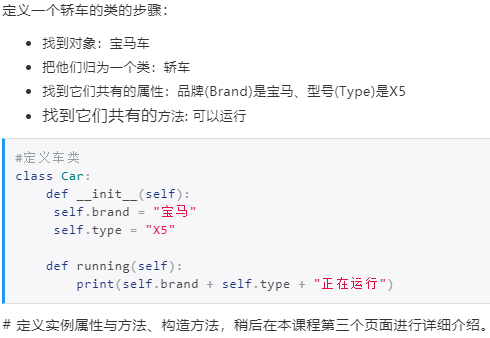 定义一个轿车的类的步骤：
找到对象：宝马车
把他们归为一个类：轿车
找到它们共有的属性：品牌(Brand)是宝马、型号(Type)是X5
找到它们共有的方法: 可以运行
#定义车类
class Car:
    def __init__(self):
     self.brand = "宝马"
     self.type = "X5"

    def running(self):
        print(self.brand + self.type + "正在运行")
# 定义实例属性与方法、构造方法，稍后在本课程第三个页面进行详细介绍。